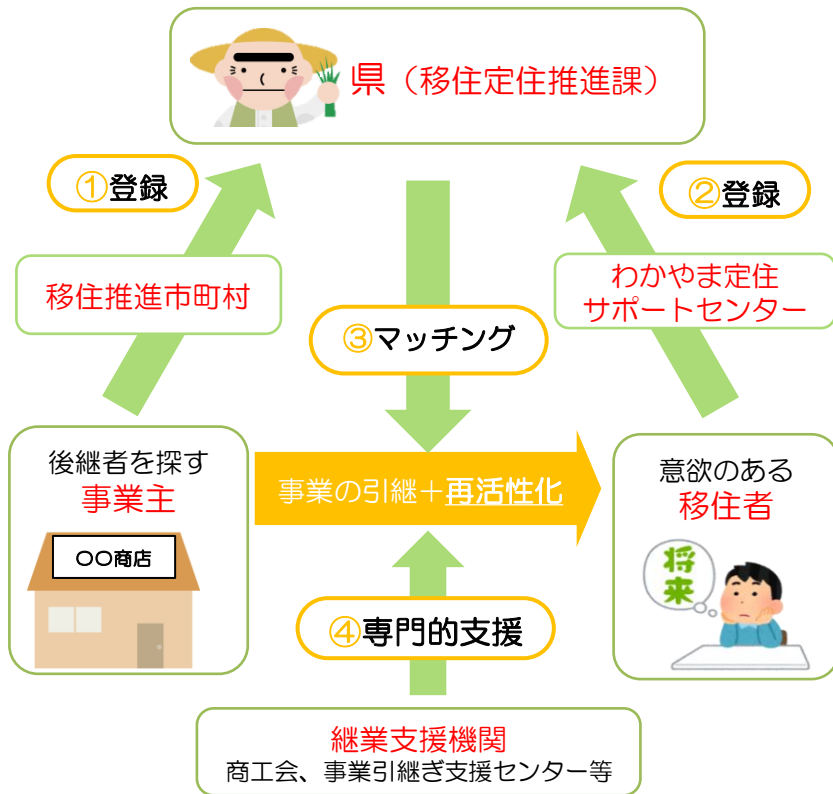 県（移住定住推進課）
①登録
②登録
移住推進市町村
わかやま定住
サポートセンター
③マッチング
後継者を探す
事業主
〇〇商店
事業の引継＋再活性化
意欲のある
移住者
将
来
④専門的支援
継業支援機関
商工会、事業引継ぎ支援センター等